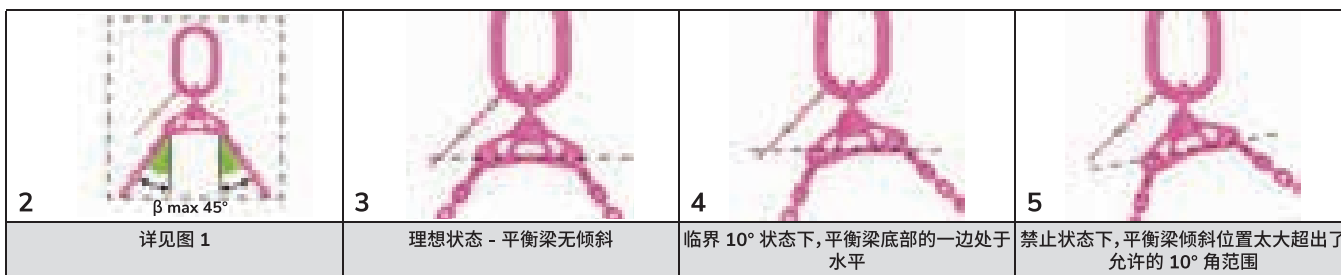 2
β max 45°
详见图 1
3
理想状态 - 平衡梁无倾斜
4
临界 10° 状态下，平衡梁底部的一边处于
水平
5
禁止状态下，平衡梁倾斜位置太大超出了
允许的 10° 角范围